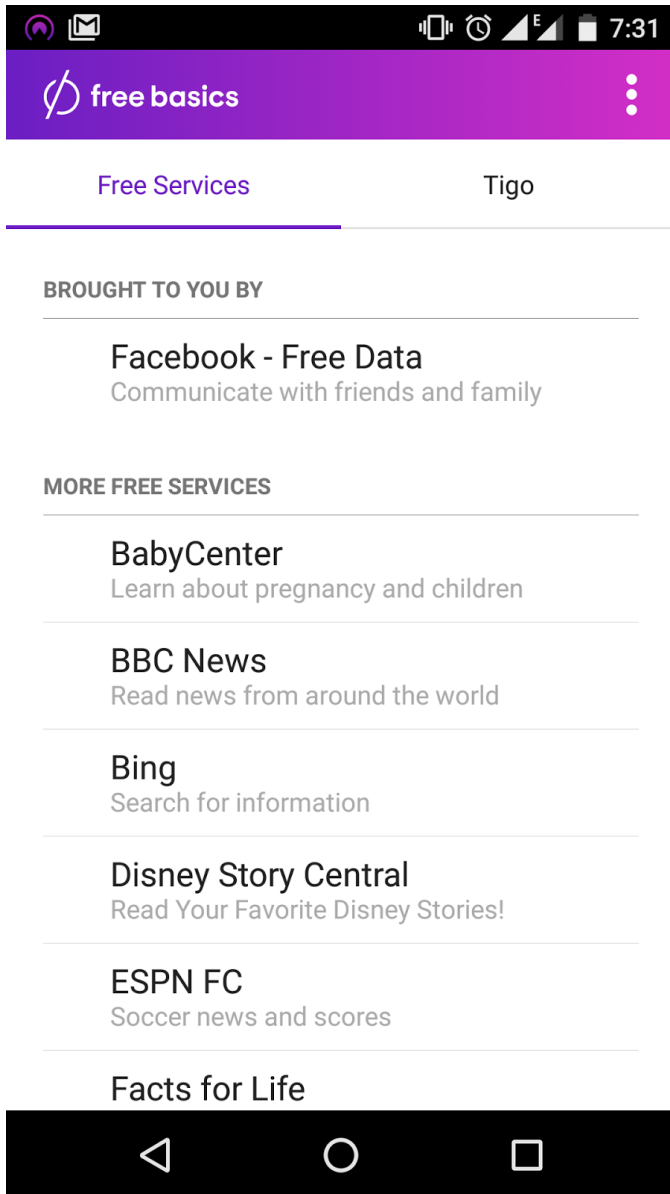 E 7:31
free basics
Free Services Tigo
BROUGHT TO YOU BY
Facebook - Free Data
Communicate with friends and family
MORE FREE SERVICES
BabyCenter
Learn about pregnancy and children
BBC News
Read news from around the world
Bing
Search for information
Disney Story Central
Read Your Favorite Disney Stories!
ESPN FC
Soccer news and scores
Facts for Life